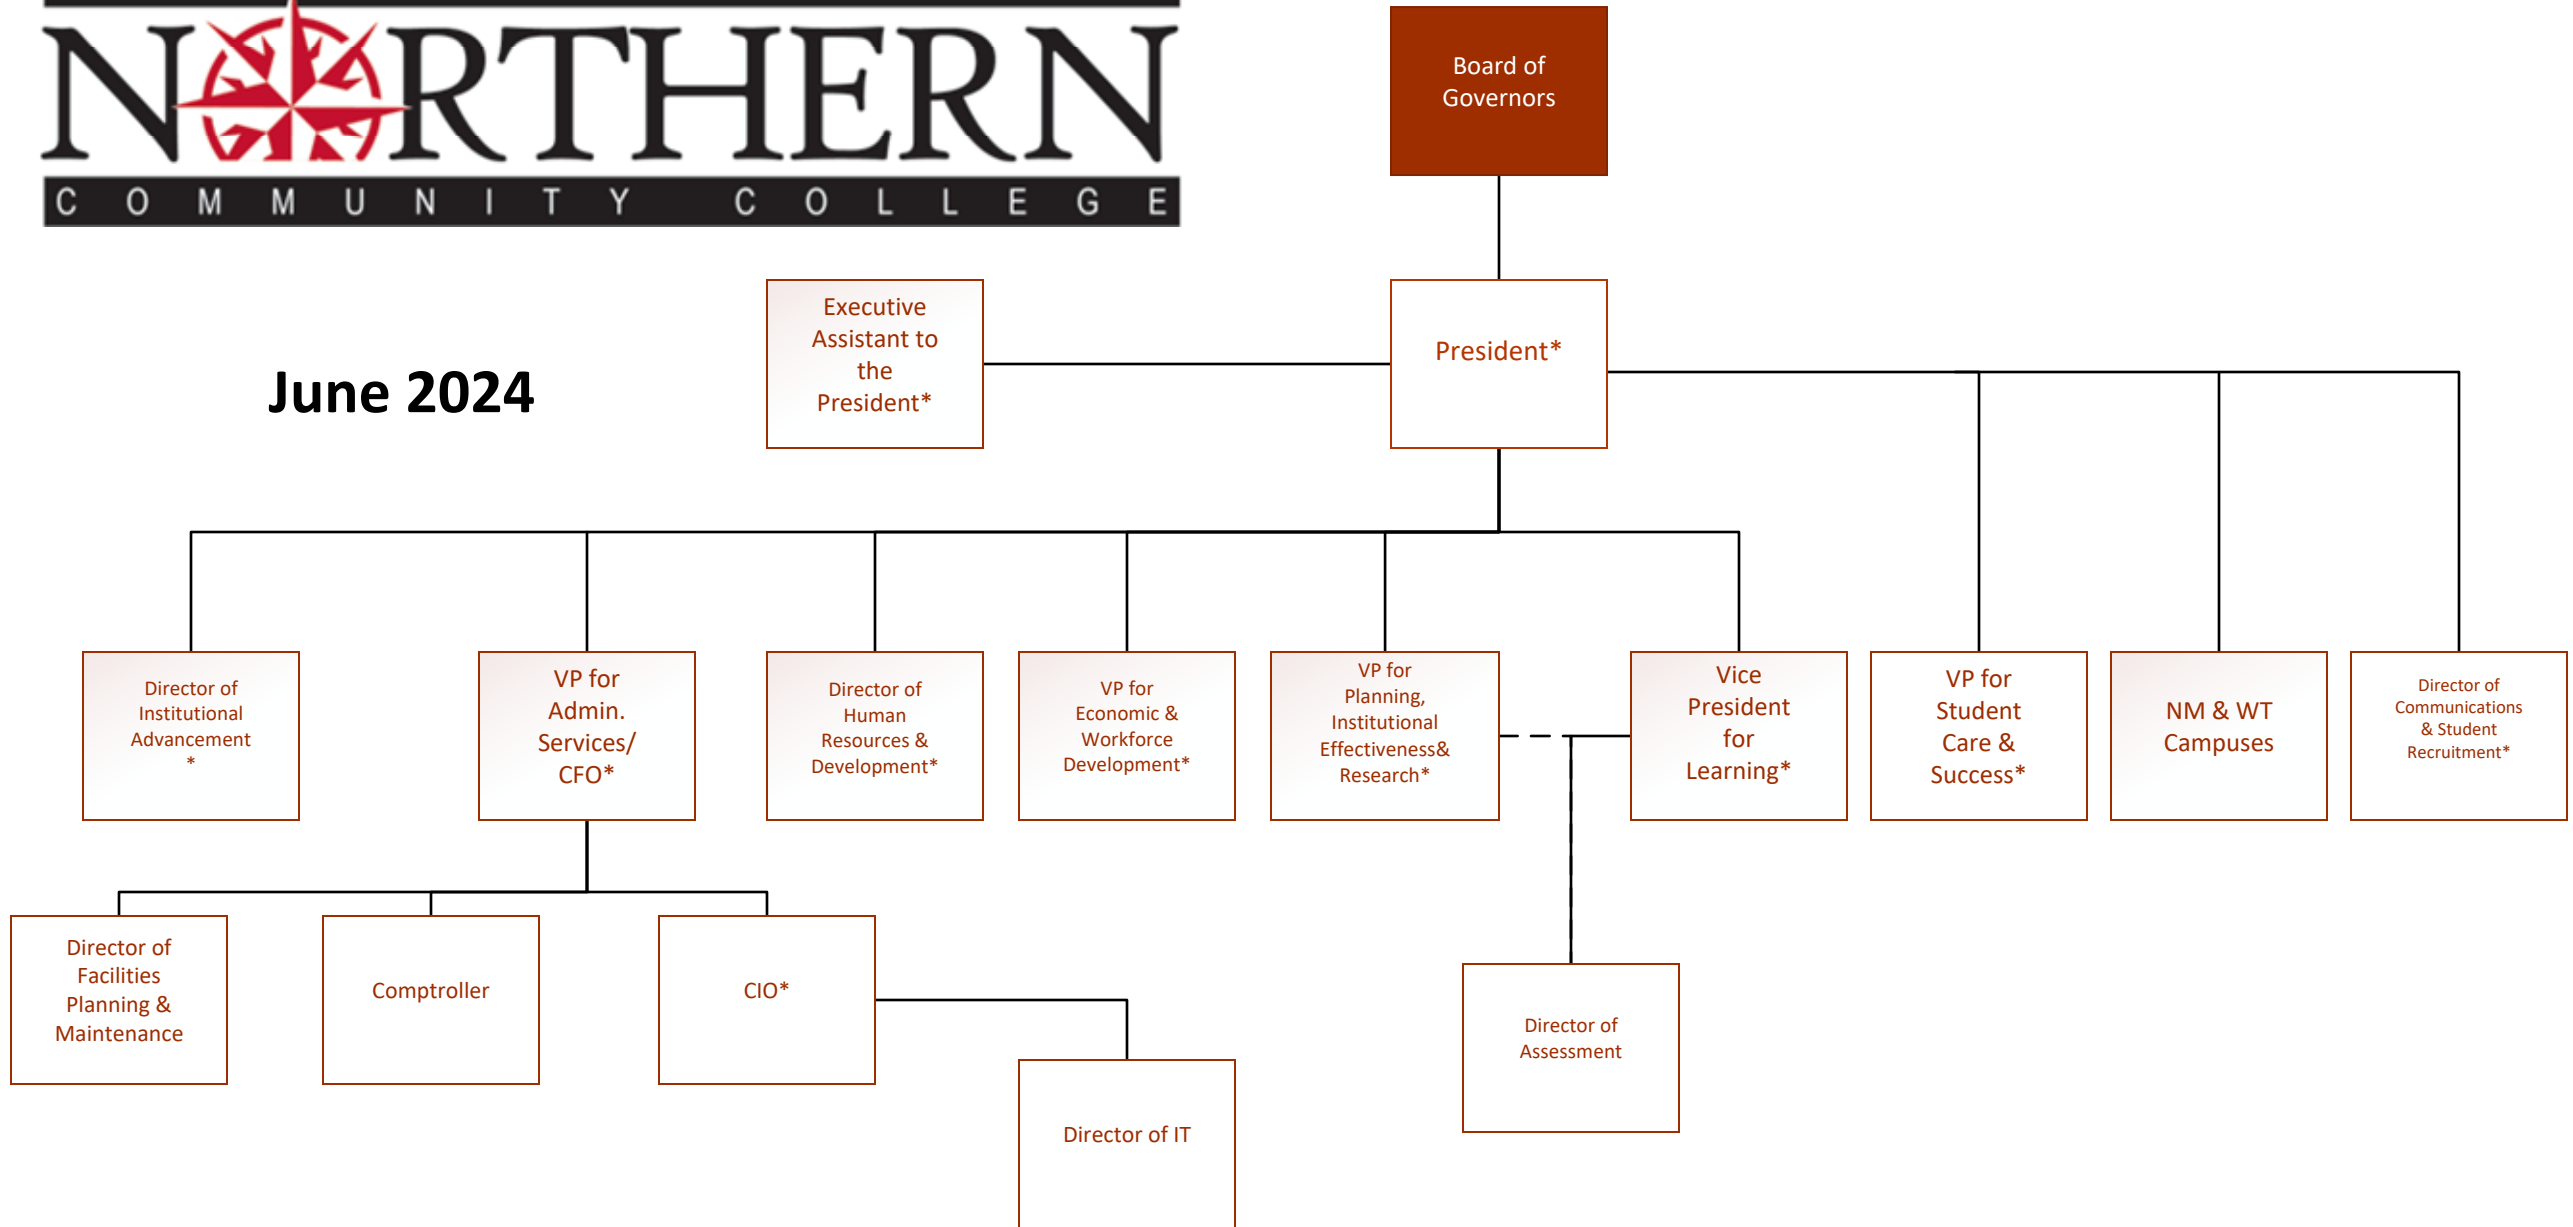 NORTHERN
COMMUNITY COLLEGE
Board of
Governors
Executive
Assistant to
the
President*
President*
June 2024
Director of
Institutional
Advancement
*
VP for
Admin.
Services/
CFO*
Director of
Human
Resources &
Development*
VP for
Economic &
Workforce
Development*
VP for
Planning,
Institutional
Effectiveness&
Research*
Vice
President
for
Learning*
VP for
Student
Care &
Success*
NM & WT
Campuses
Director of
Communications
& Student
Recruitment*
Director of
Facilities
Planning &
Maintenance
Comptroller
CIO*
Director of
Assessment
Director of IT